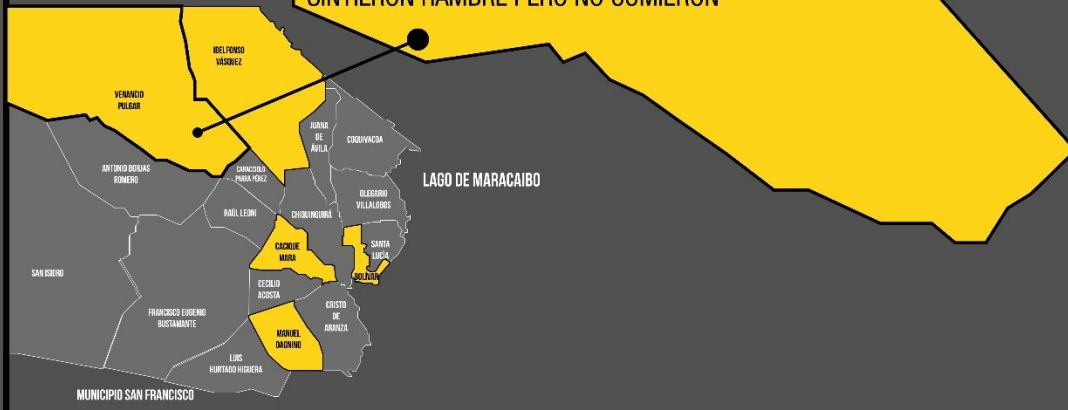 SINTIERON HAMBRE PERO NO COMIERON
IDELFONSO
VÁSQUEZ
VENANCIO
PULGAR
JUANA
DE
ÁVILA
COQUIVACOA
ANTONIO BORJAS
ROMERO
CARACCIOLO
PARRA PÉREZ
LAGO DE MARACAIBO
OLEGARIO
VILLALOBOS
RAÚL LEONI
CHIQUINQUIRÁ
CACIQUE
MARA
SANTA
LUCÍA
SAN ISIDRO
BOLÍVAR
CECILIO
ACOSTA
CRISTO
DE
ARANZA
FRANCISCO EUGENIO
BUSTAMANTE
MANUEL
DAGNINO
LUIS
HURTADO HIGUERA
MUNICIPIO SAN FRANCISCO